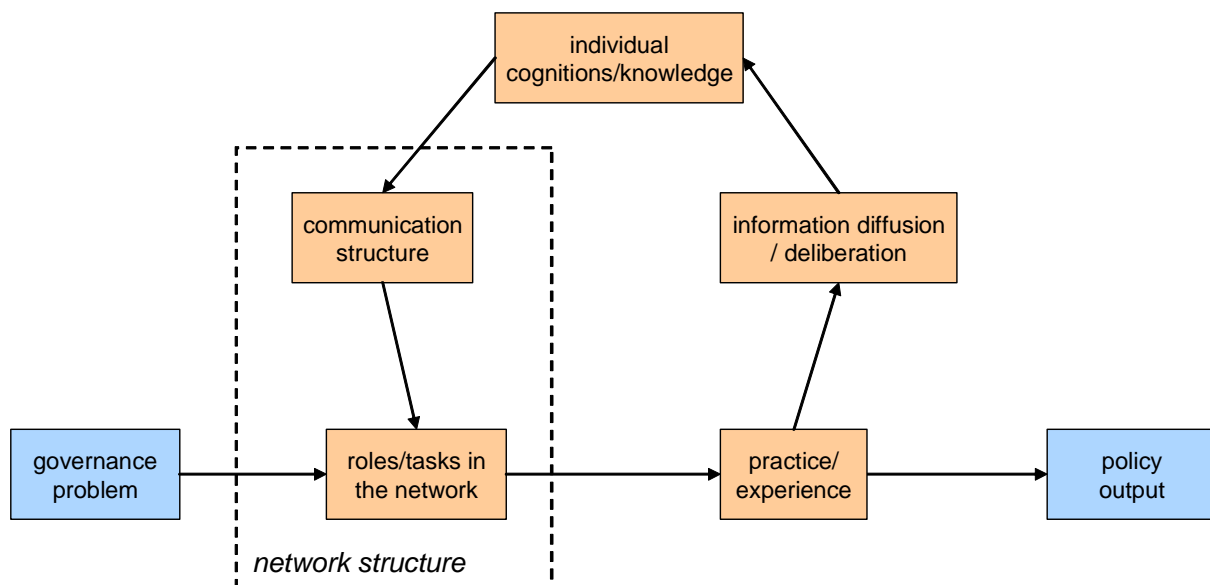 individual
cognitions/knowledge
communication
structure
information diffusion
/ deliberation
governance
problem
roles/tasks in
the network
practice/
experience
policy
output
network structure